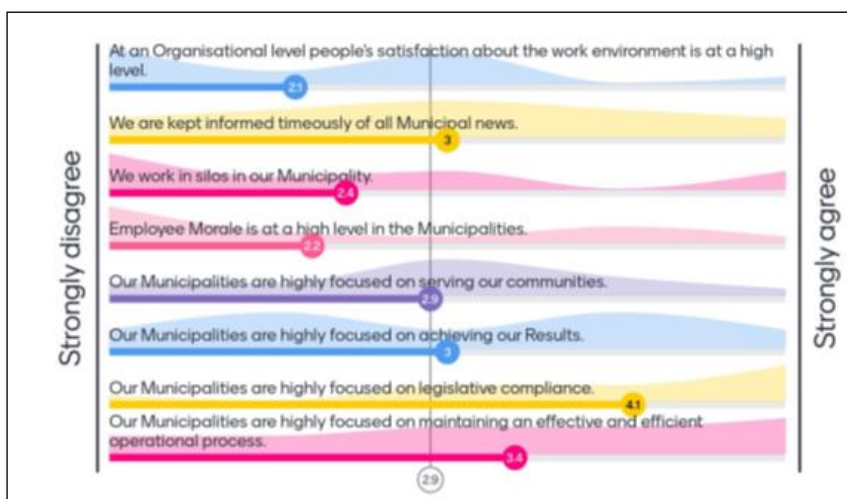 At an Organisational level people's satisfaction about the work environment is at a high
level.
2.1
We are kept informed timeously of all Municipal news.
3
We work in silos in our Municipality.
2.4
Employee Morale is at a high level in the Municipalities.
2.2
Our Municipalities are highly focused on serving our communities.
2.9
Our Municipalities are highly focused on achieving our Results.
3
Our Municipalities are highly focused on legislative compliance.
4.1
Our Municipalities are highly focused on maintaining an effective and efficient
operational process.
3.4
2.9
Strongly disagree
Strongly agree